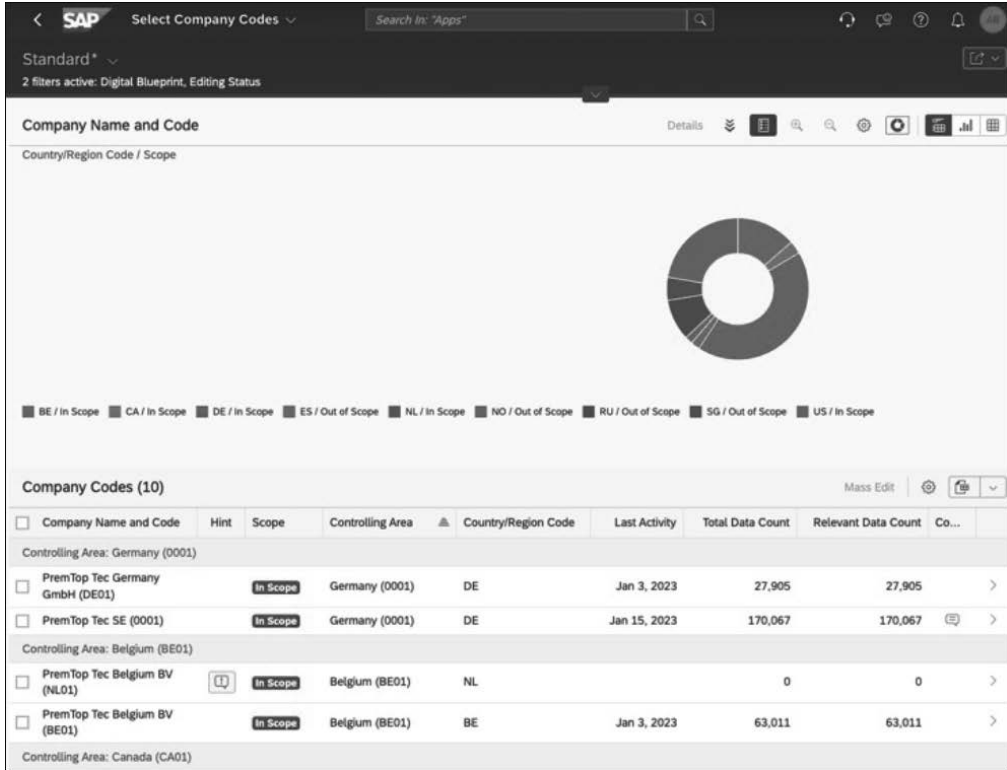 SAP Select Company Codes Search In: "Apps"
Standard*
2 filters active: Digital Blueprint, Editing Status
Company Name and Code Details
Country/Region Code / Scope
BE / In Scope CA / In Scope DE / In Scope ES / Out of Scope NL / In Scope NO / Out of Scope RU / Out of Scope SG / Out of Scope US / In Scope
Company Codes (10) Mass Edit
Company Name and Code Hint Scope Controlling Area Country/Region Code Last Activity Total Data Count Relevant Data Count Co...
Controlling Area: Germany (0001)
PremTop Tec Germany
GmbH (DE01) In Scope Germany (0001) DE Jan 3, 2023 27,905 27,905
PremTop Tec SE (0001) In Scope Germany (0001) DE Jan 15, 2023 170,067 170,067
Controlling Area: Belgium (BE01)
PremTop Tec Belgium BV
(NL01) In Scope Belgium (BE01) NL 0 0
PremTop Tec Belgium BV
(BE01) In Scope Belgium (BE01) BE Jan 3, 2023 63,011 63,011
Controlling Area: Canada (CA01)